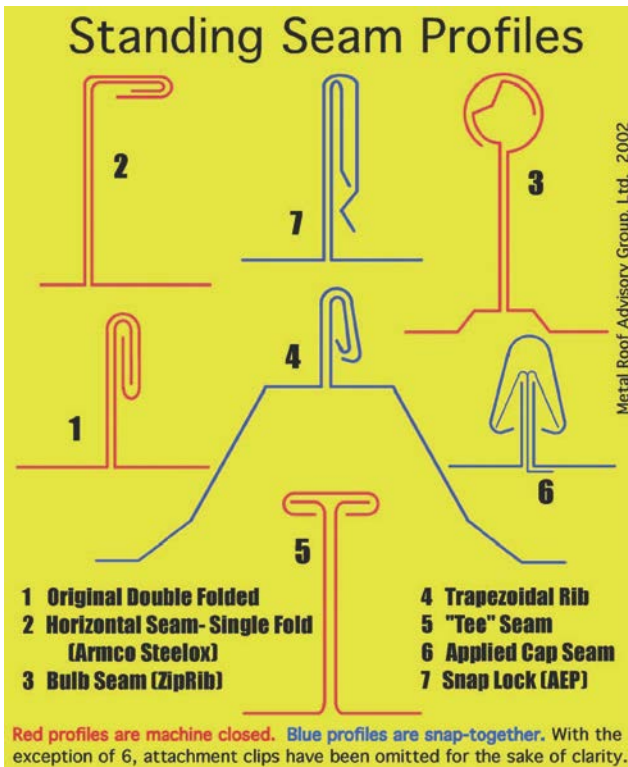 Standing Seam Profiles
2
7
3
Metal Roof Advisory Group, Ltd. 2002
4
1
6
5
1 Original Double Folded
2 Horizontal Seam- Single Fold
(Armco Steelox)
3 Bulb Seam (ZipRib)
4 Trapezoidal Rib
5 "Tee" Seam
6 Applied Cap Seam
7 Snap Lock (AEP)
Red profiles are machine closed. Blue profiles are snap-together. With the
exception of 6, attachment clips have been omitted for the sake of clarity.